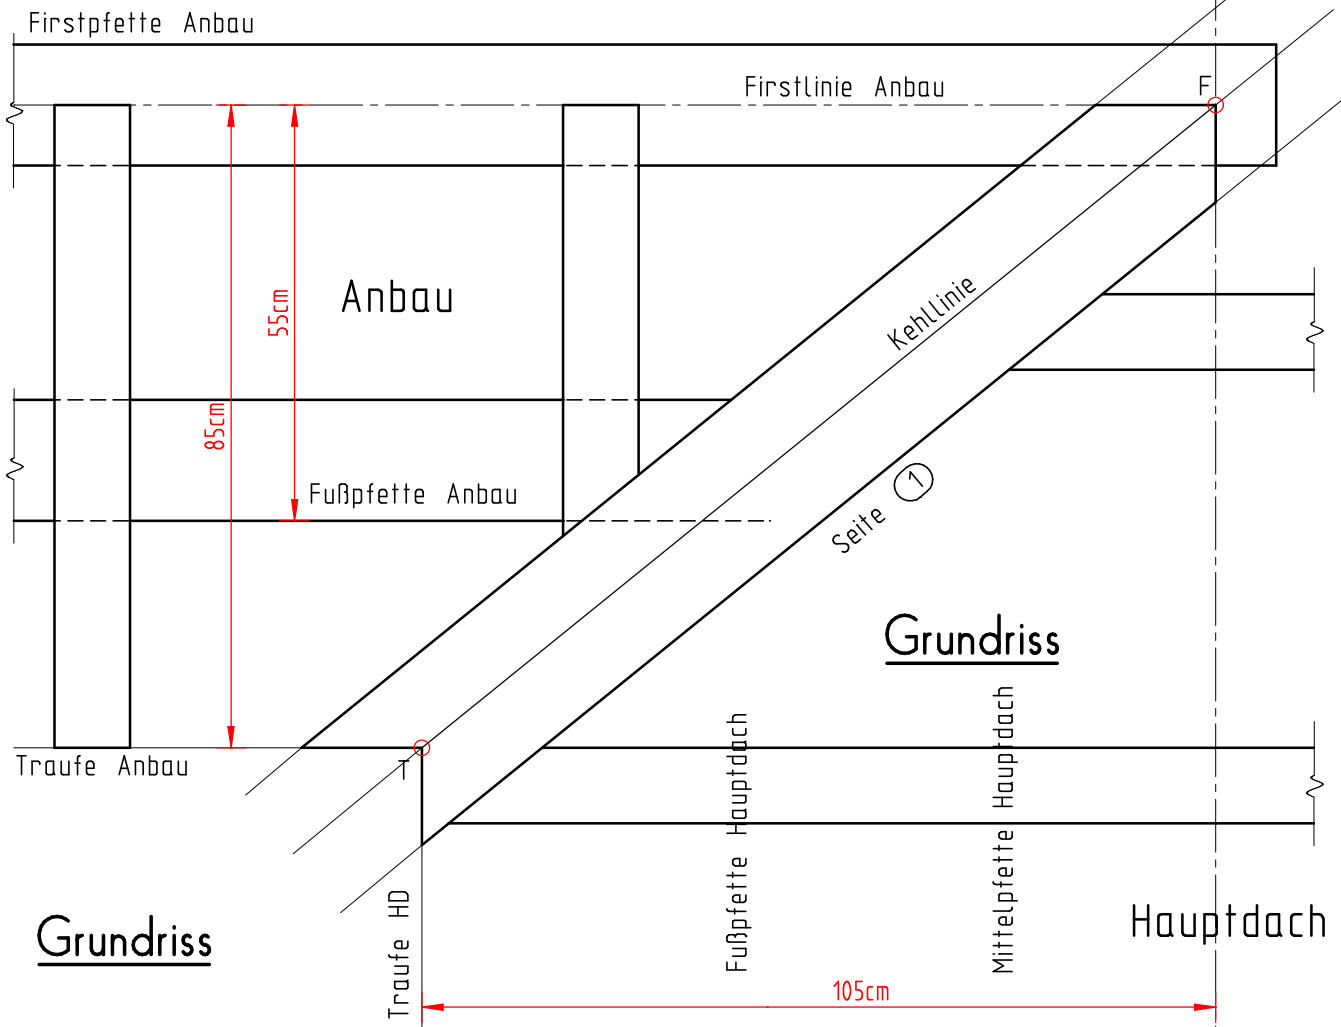 Firstpfette Anbau
Firstlinie Anbau
F
Anbau
55cm
85cm
Kehllinie
Fußpfette Anbau
Seite 1
Grundriss
Traufe Anbau
T
Fußpfette Hauptdach
Mittelpfette Hauptdach
Traufe HD
Grundriss
Hauptdach
105cm